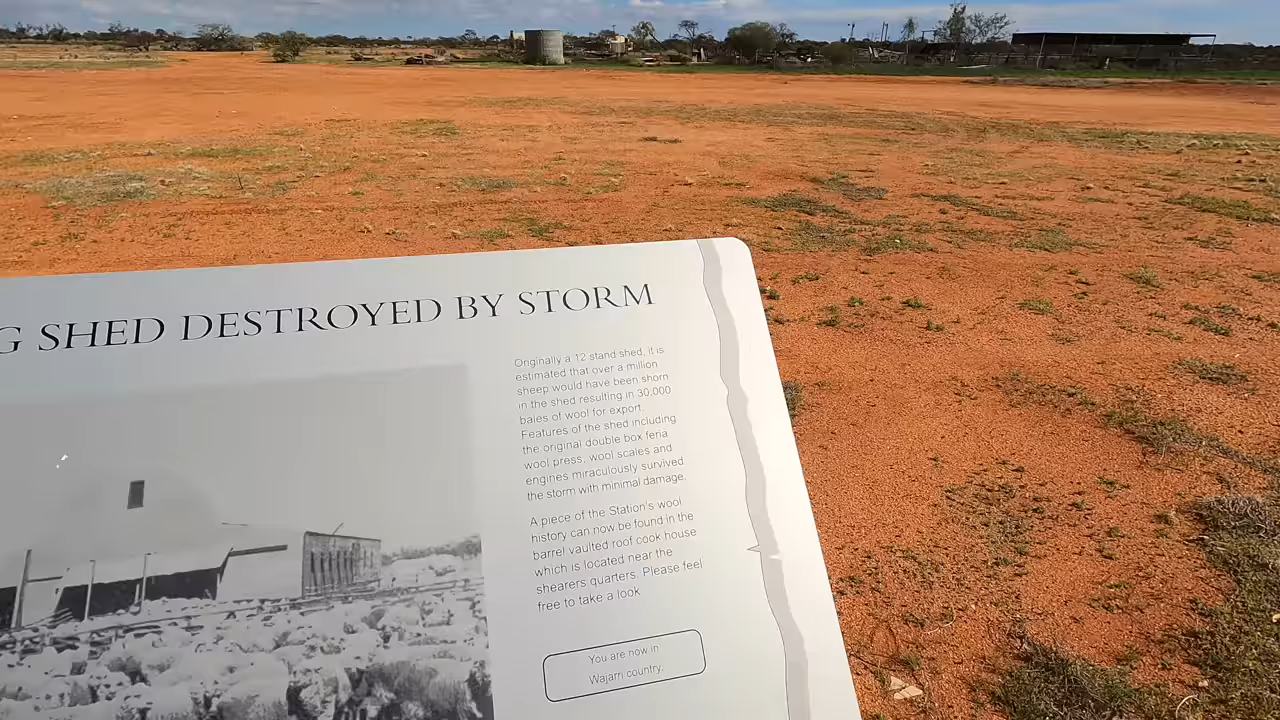 G SHED DESTROYED BY STORM
Originally a 12 stand shed, it is
estimated that over a million
sheep would have been shorn
in the shed resulting in 30,000
bales of wool for export.
Features of the shed including
the original double box feria
wool press, wool scales and
engines miraculously survived
the storm with minimal damage.
A piece of the Station's wool
history can now be found in the
barrel vaulted roof cook house
which is located near the
shearers quarters. Please feel
free to take a look
You are now in
Wajarri country.